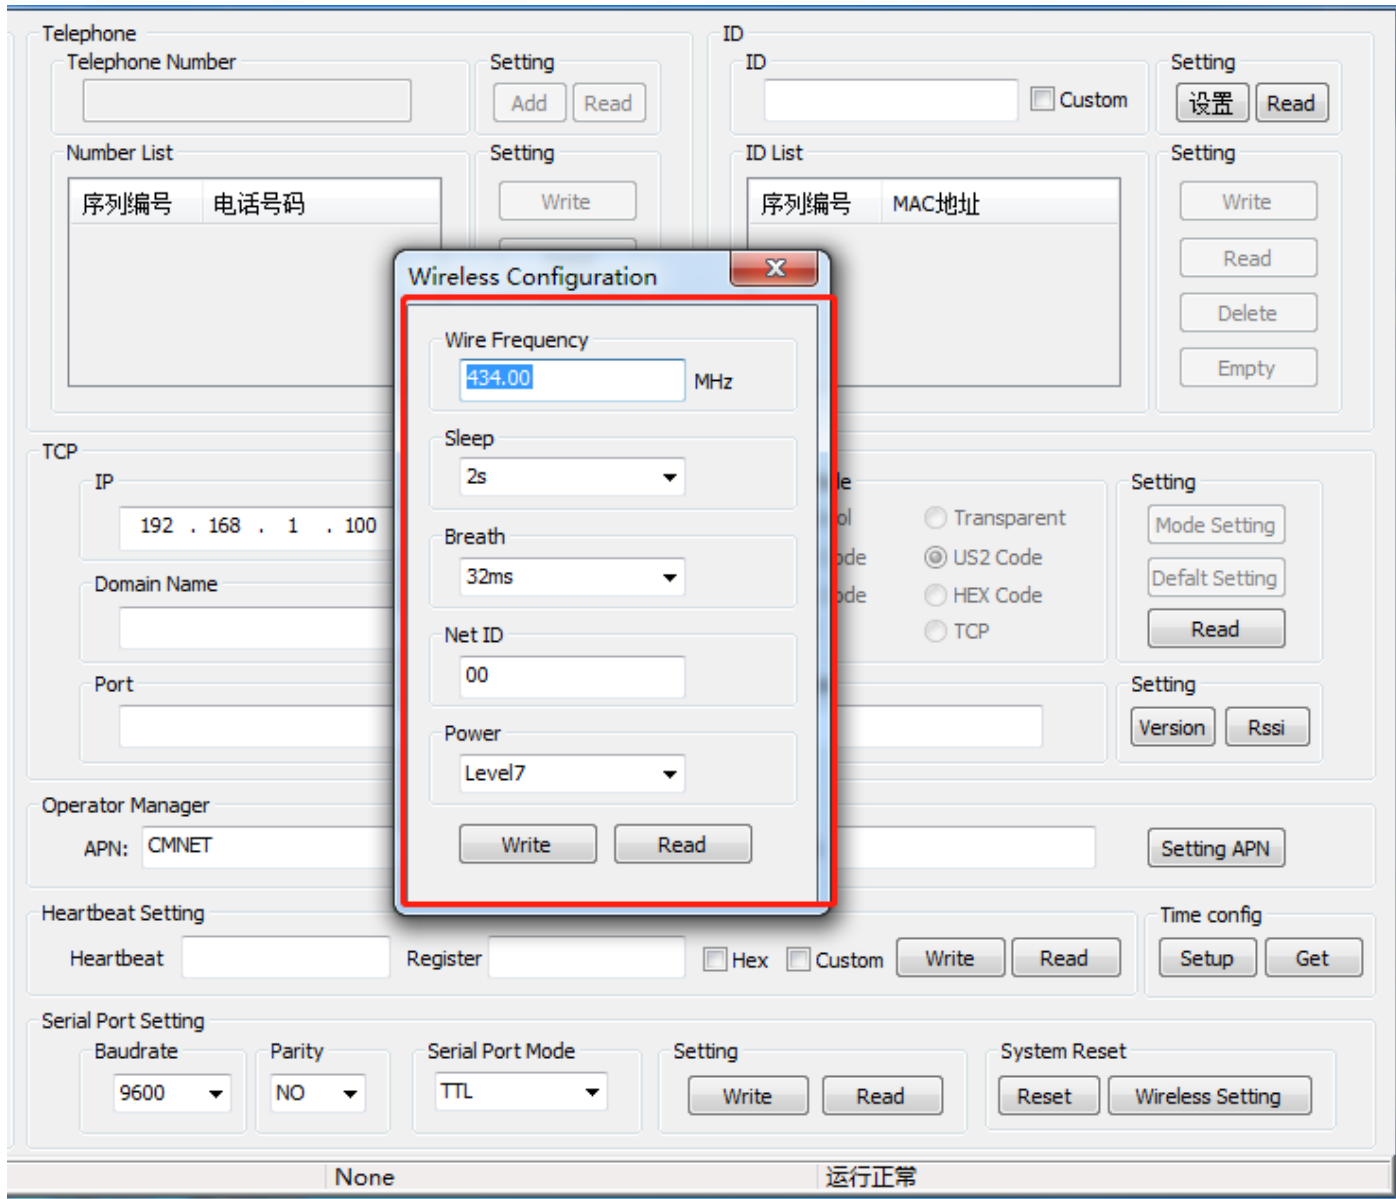 Telephone
Telephone Number
Setting
Add
Read
Number List
Setting
序列编号
电话号码
Write
ID
ID
Custom
Setting
设置
Read
ID List
Setting
序列编号
MAC地址
Write
Read
Delete
Empty
Wireless Configuration
Wire Frequency
434.00
MHz
Sleep
2s
Breath
32ms
Net ID
00
Power
Level7
Write
Read
TCP
IP
192 . 168 . 1 . 100
Domain Name
Port
Transparent
US2 Code
HEX Code
TCP
Setting
Mode Setting
Defalt Setting
Read
Setting
Version
Rssi
Operator Manager
APN:
CMNET
Setting APN
Heartbeat Setting
Heartbeat
Register
Hex
Custom
Write
Read
Time config
Setup
Get
Serial Port Setting
Baudrate
9600
Parity
NO
Serial Port Mode
TTL
Setting
Write
Read
System Reset
Reset
Wireless Setting
None
运行正常